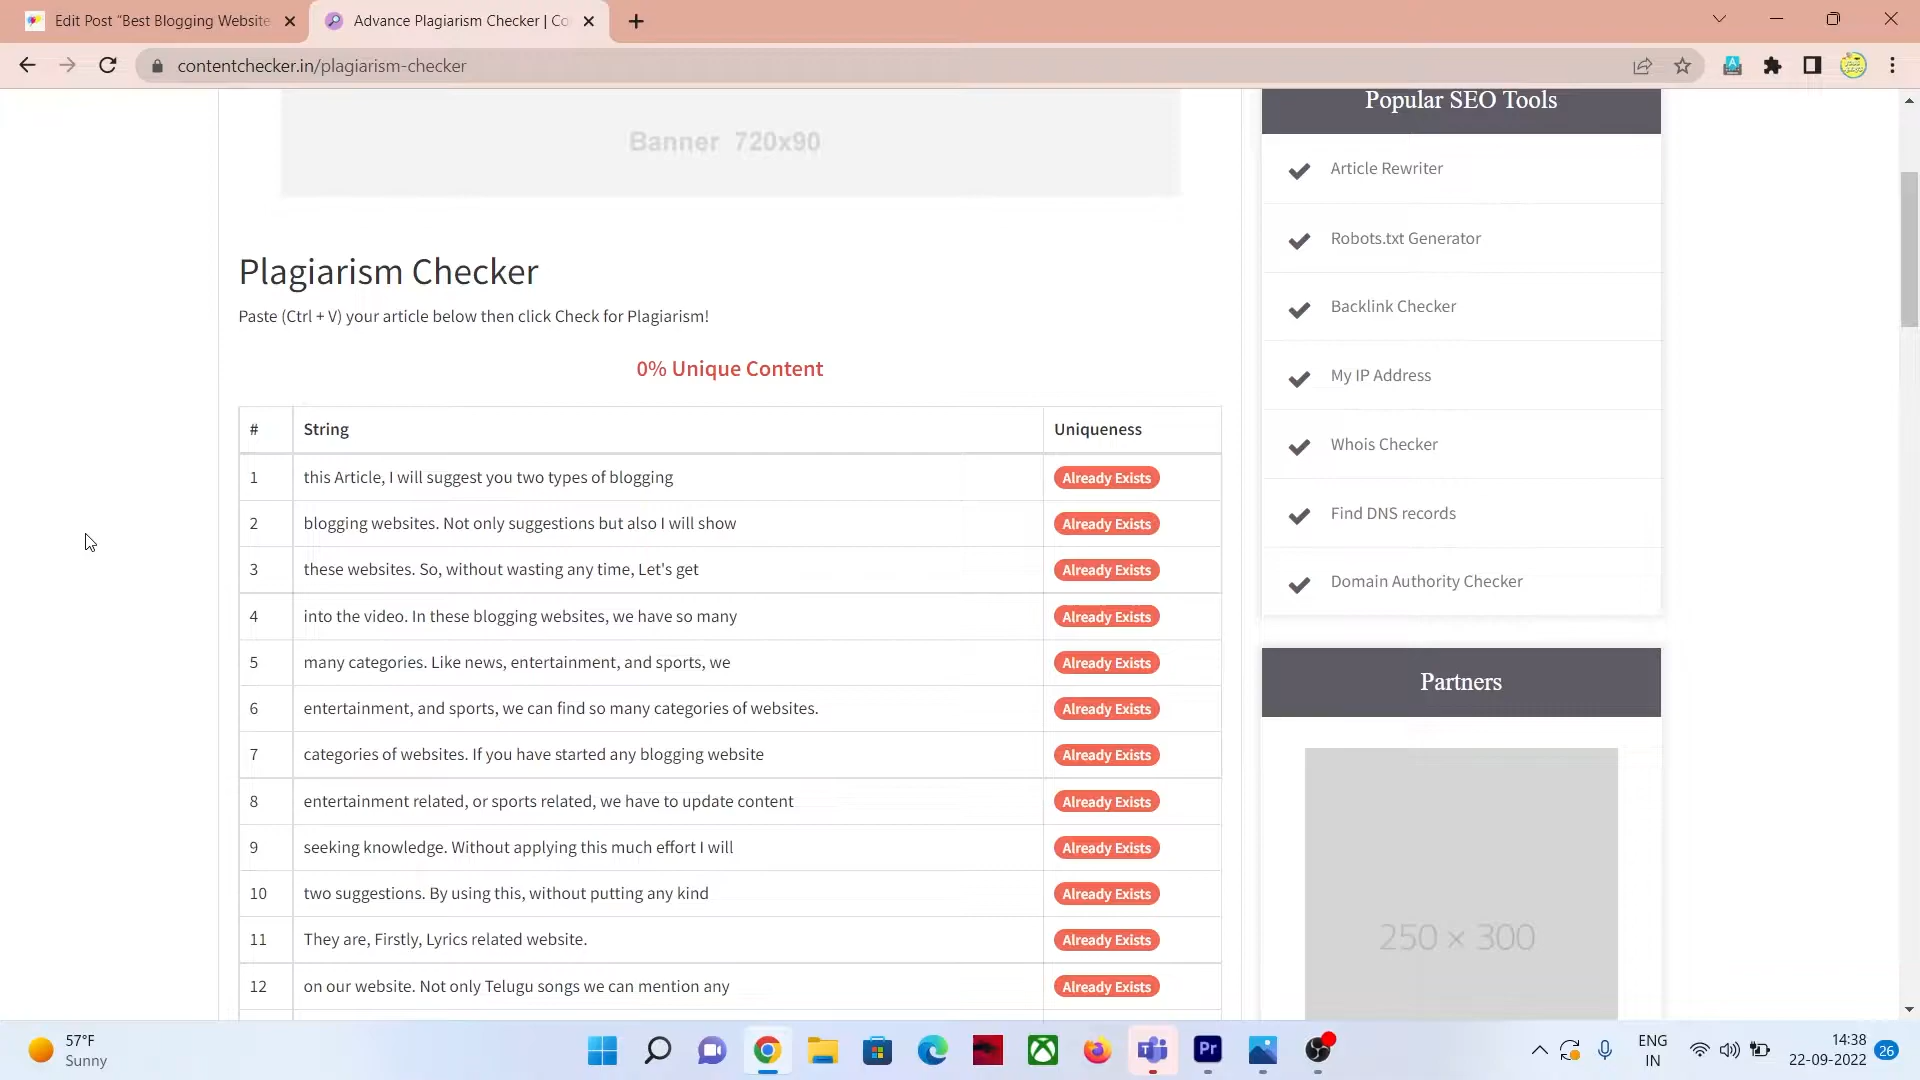 Edit Post "Best Blogging Website
Advance Plagiarism Checker | Co
contentchecker.in/plagiarism-checker
Banner 720x90
Popular SEO Tools
Article Rewriter
Robots.txt Generator
Backlink Checker
My IP Address
Whois Checker
Find DNS records
Domain Authority Checker
Partners
250 × 300
Plagiarism Checker
Paste (Ctrl + V) your article below then click Check for Plagiarism!
0% Unique Content
# String Uniqueness
1 this Article, I will suggest you two types of blogging Already Exists
2 blogging websites. Not only suggestions but also I will show Already Exists
3 these websites. So, without wasting any time, Let's get Already Exists
4 into the video. In these blogging websites, we have so many Already Exists
5 many categories. Like news, entertainment, and sports, we Already Exists
6 entertainment, and sports, we can find so many categories of websites. Already Exists
7 categories of websites. If you have started any blogging website Already Exists
8 entertainment related, or sports related, we have to update content Already Exists
9 seeking knowledge. Without applying this much effort I will Already Exists
10 two suggestions. By using this, without putting any kind Already Exists
11 They are, Firstly, Lyrics related website. Already Exists
12 on our website. Not only Telugu songs we can mention any Already Exists
57°F
Sunny
Pr
ENG
IN
14:38
22-09-2022
26